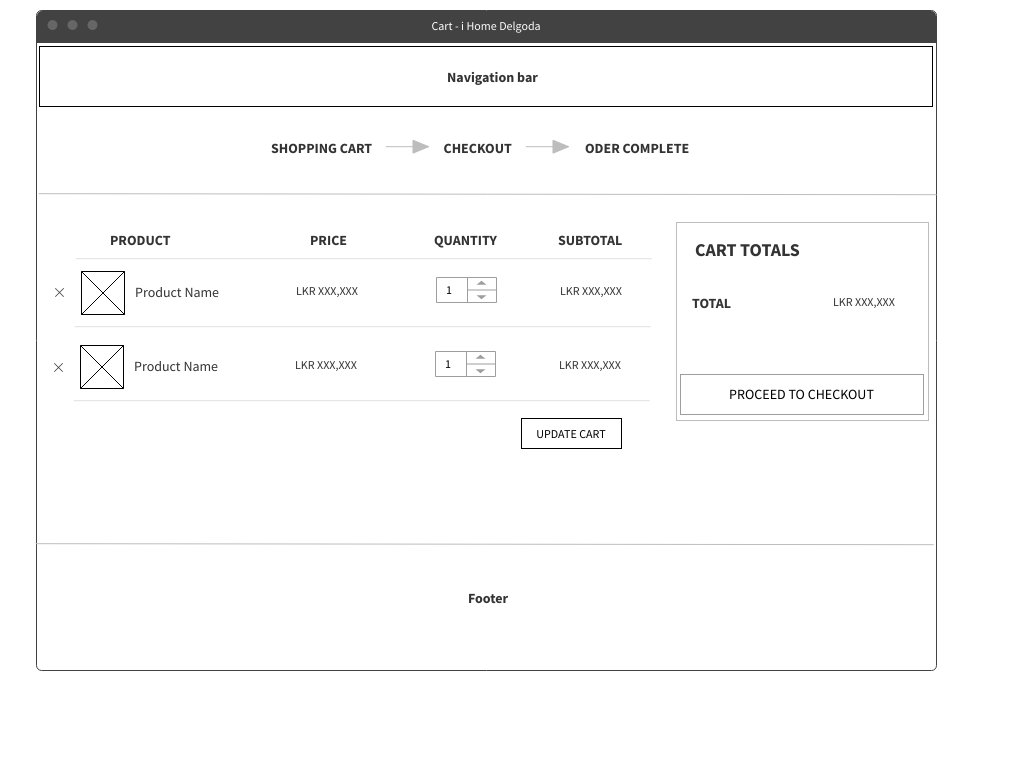 Cart - i Home Delgoda
Navigation bar
SHOPPING CART CHECKOUT ODER COMPLETE
PRODUCT PRICE QUANTITY SUBTOTAL
Product Name LKR XXX,XXX 1 LKR XXX,XXX
Product Name LKR XXX,XXX 1 LKR XXX,XXX
UPDATE CART
CART TOTALS
TOTAL LKR XXX,XXX
PROCEED TO CHECKOUT
Footer